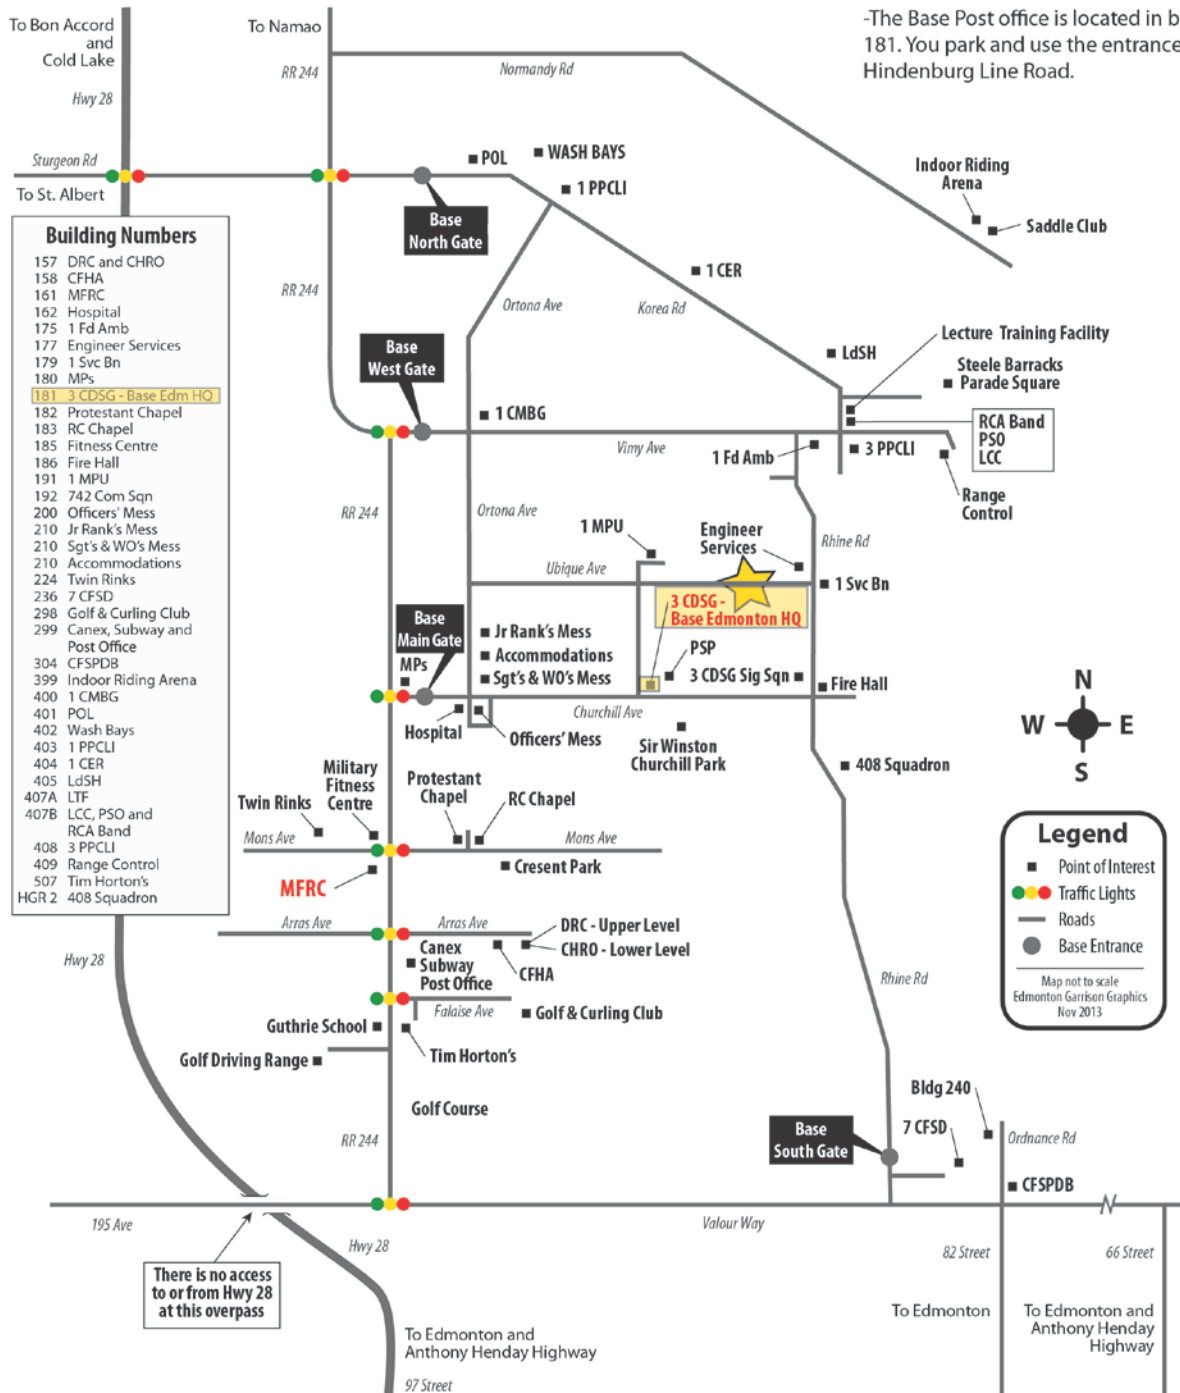 To Bon Accord
and
Cold Lake
Hwy 28
To Namao
RR 244
Normandy Rd
-The Base Post office is located in b
181. You park and use the entrance
Hindenburg Line Road.
Sturgeon Rd
To St. Albert
POL
WASH BAYS
1 PPCLI
Base
North Gate
Indoor Riding
Arena
Saddle Club
Building Numbers
157 DRC and CHRO
158 CFHA
161 MFRC
162 Hospital
175 1 Fd Amb
177 Engineer Services
179 1 Svc Bn
180 MPs
181 3 CDSG - Base Edm HQ
182 Protestant Chapel
183 RC Chapel
185 Fitness Centre
186 Fire Hall
191 1 MPU
192 742 Com Sqn
200 Officers' Mess
210 Jr Rank's Mess
210 Sgt's & WO's Mess
210 Accommodations
224 Twin Rinks
236 7 CFSD
298 Golf & Curling Club
299 Canex, Subway and
Post Office
304 CFSPDB
399 Indoor Riding Arena
400 1 CMBG
401 POL
402 Wash Bays
403 1 PPCLI
404 1 CER
405 LdSH
407A LTF
407B LCC, PSO and
RCA Band
408 3 PPCLI
409 Range Control
507 Tim Horton's
HGR 2 408 Squadron
RR 244
Ortona Ave
1 CER
Korea Rd
Base
West Gate
LdSH
Lecture Training Facility
Steele Barracks
Parade Square
1 CMBG
RCA Band
PSO
LCC
Vimy Ave
1 Fd Amb
3 PPCLI
Range
Control
RR 244
Ortona Ave
1 MPU
Engineer
Services
Rhine Rd
Ubique Ave
1 Svc Bn
3 CDSG -
Base Edmonton HQ
Base
Main Gate
Jr Rank's Mess
Accommodations
Sgt's & WO's Mess
MPs
PSP
3 CDSG Sig Sqn
Fire Hall
Hospital
Officers' Mess
Churchill Ave
Sir Winston
Churchill Park
N
W E
S
408 Squadron
Military
Fitness
Centre
Twin Rinks
Protestant
Chapel
RC Chapel
Mons Ave
Mons Ave
Cresent Park
MFRC
Legend
Point of Interest
Traffic Lights
Roads
Base Entrance
Map not to scale
Edmonton Garrison Graphics
Nov 2013
Arras Ave
Arras Ave
DRC - Upper Level
CHRO - Lower Level
CFHA
Canex
Subway
Post Office
Hwy 28
Rhine Rd
Falaise Ave
Golf & Curling Club
Guthrie School
Tim Horton's
Golf Driving Range
Golf Course
RR 244
Bldg 240
7 CFSD
Ordnance Rd
Base
South Gate
CFSPDB
195 Ave
Valour Way
Hwy 28
82 Street
66 Street
There is no access
to or from Hwy 28
at this overpass
To Edmonton and
Anthony Henday Highway
97 Street
To Edmonton
To Edmonton and
Anthony Henday
Highway